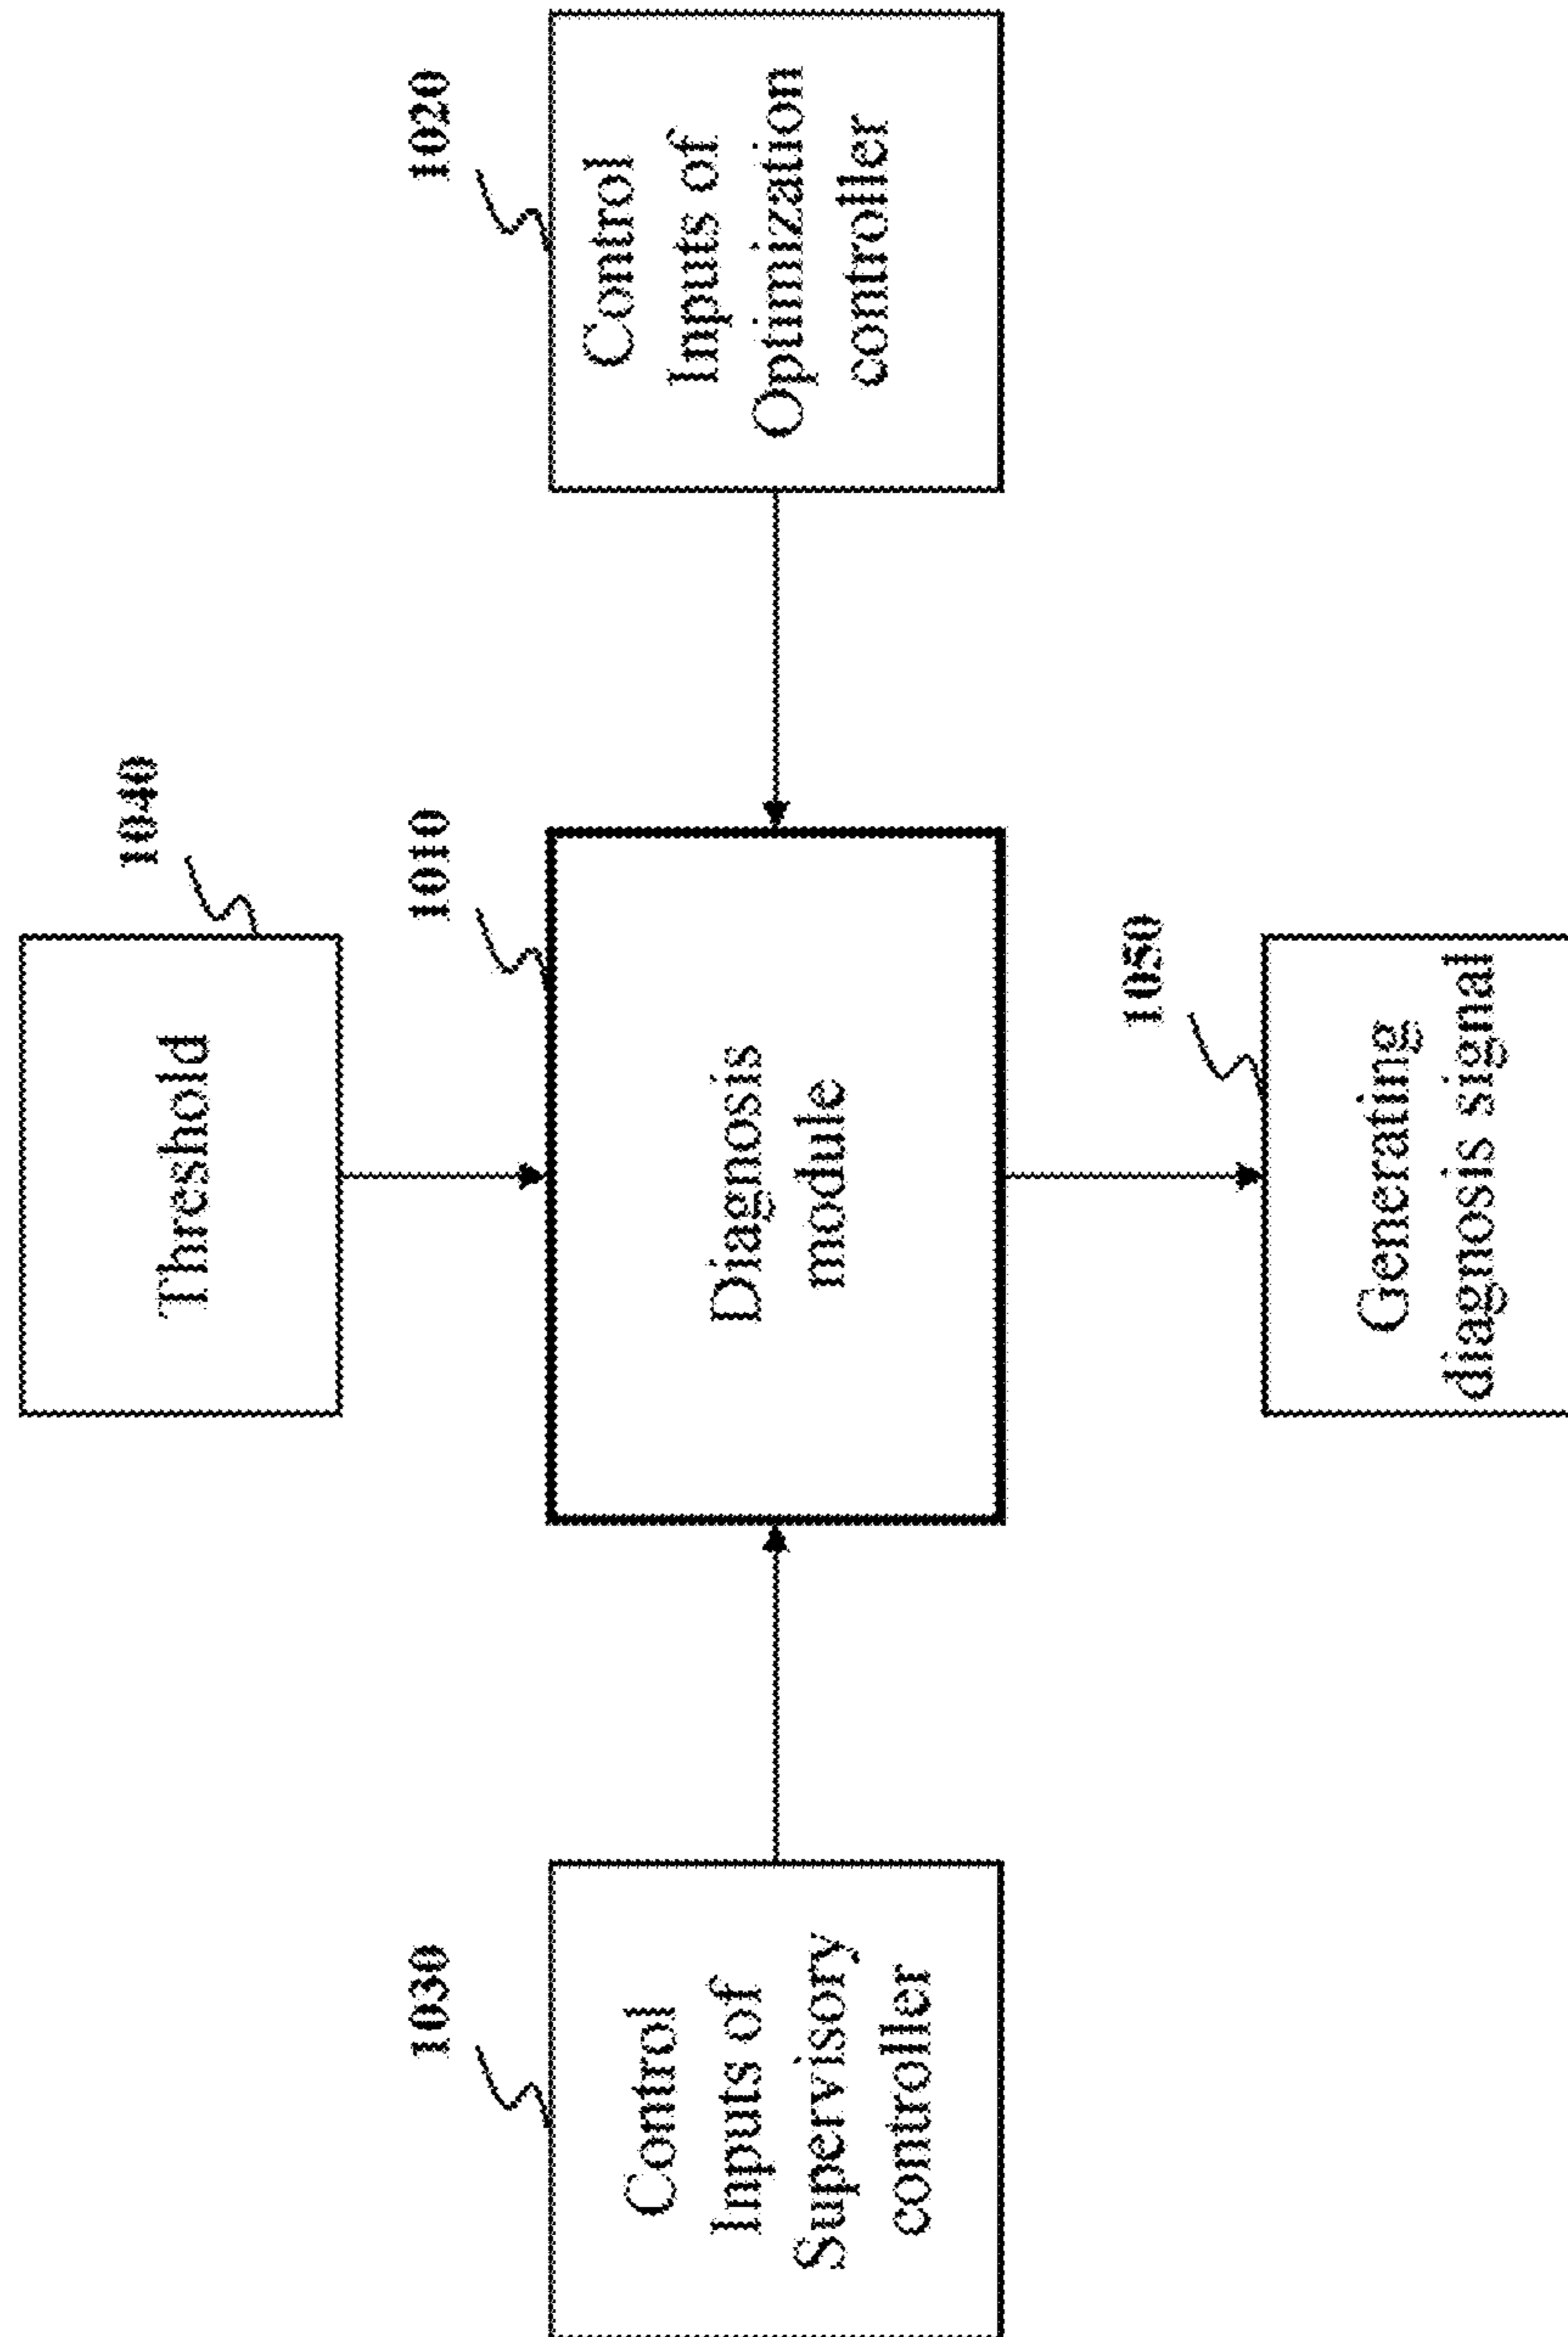 1040
Threshold
1030
Control
Inputs of
Supervisory
controller
1010
Diagnosis
module
1020
Control
Inputs of
Optimization
controller
1050
Generating
diagnosis signal